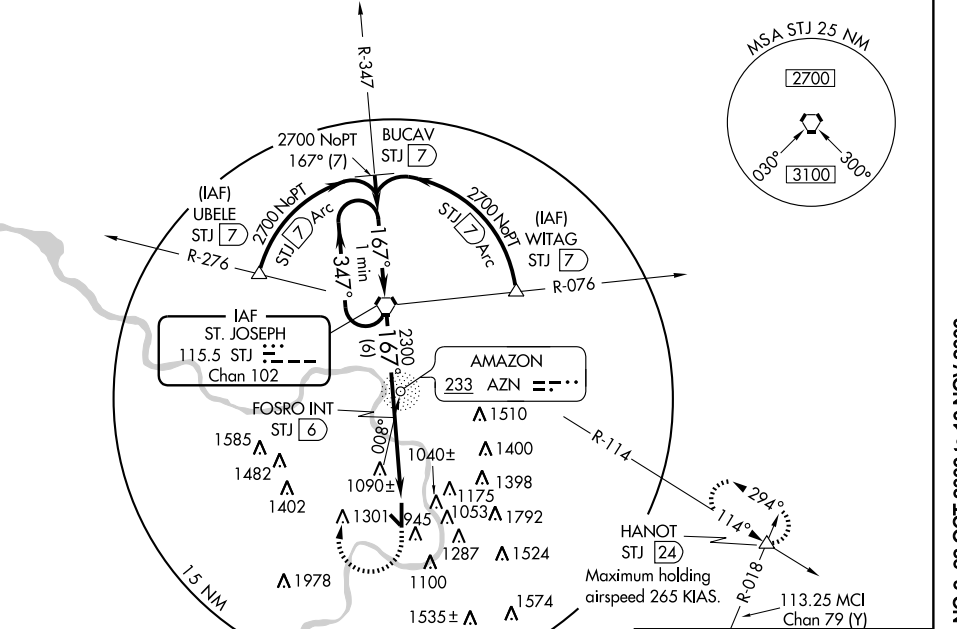 R-347
MSA STJ 25 NM
2700
030°
300°
3100
2700 NoPT
167° (7)
BUCAV
STJ 7
(IAF)
UBELE
STJ 7
2700 NoPT
STJ 7 Arc
2700 NoPT
STJ 7 Arc
(IAF)
WITAG
STJ 7
R-276
R-076
347°
1 min
167°
IAF
ST. JOSEPH
115.5 STJ
Chan 102
2300
167°
(6)
AMAZON
233 AZN
FOSRO INT
STJ 6
008°
1510
1585
1482
1402
1090±
1040±
1400
1398
1175
1053
1792
1301
945
1287
1524
1100
1978
1535±
1574
15 NM
R-114
294°
114°
HANOT
STJ 24
Maximum holding
airspeed 265 KIAS.
R-018
113.25 MCI
Chan 79 (Y)